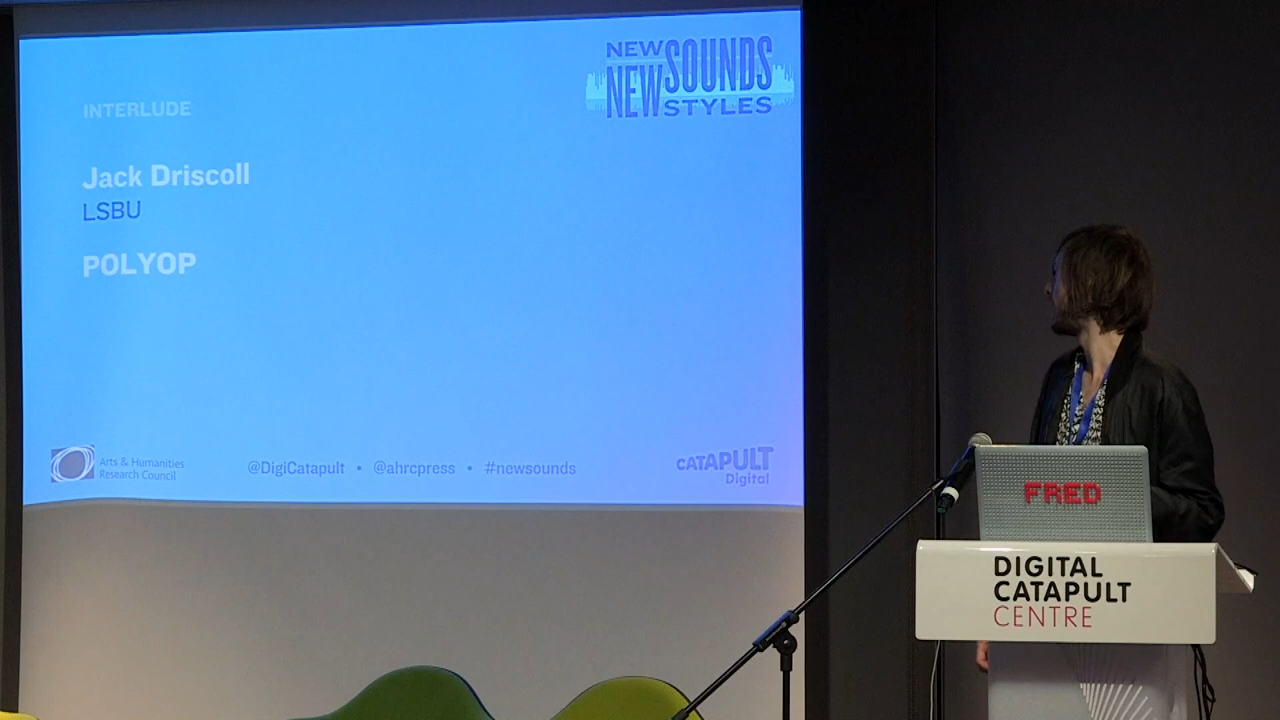 NEW SOUNDS
NEW STYLES
INTERLUDE
Jack Driscoll
LSBU
POLYOP
Arts & Humanities
Research Council
@DigiCatapult • @ahrcpress • #newsounds
CATAPULT
Digital
FRED
DIGITAL
CATAPULT
CENTRE